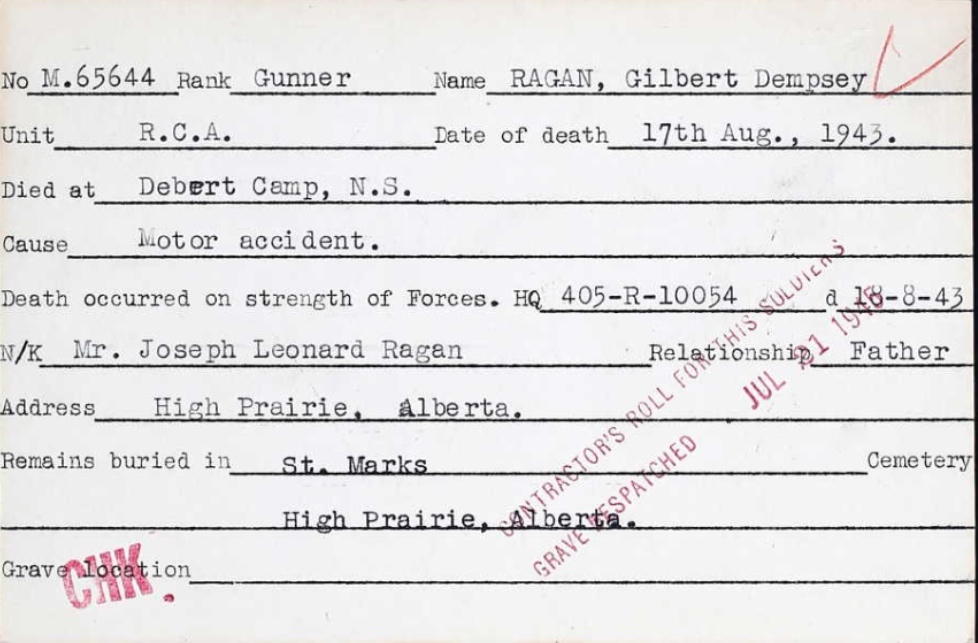 No M.65644 Rank Gunner Name RAGAN, Gilbert Dempsey
Unit R.C.A. Date of death 17th Aug., 1943.
Died at Debert Camp, N.S.
Cause Motor accident.
Death occurred on strength of Forces. HQ 405-R-10054 d 18-8-43
N/K Mr. Joseph Leonard Ragan Relationship Father
Address High Prairie, Alberta.
Remains buried in St. Marks Cemetery
High Prairie, Alberta.
Grave location
CONTRACTOR'S ROLL FOR THIS SOLDIERS
GRAVE DESPATCHED JUL 21
CHK.